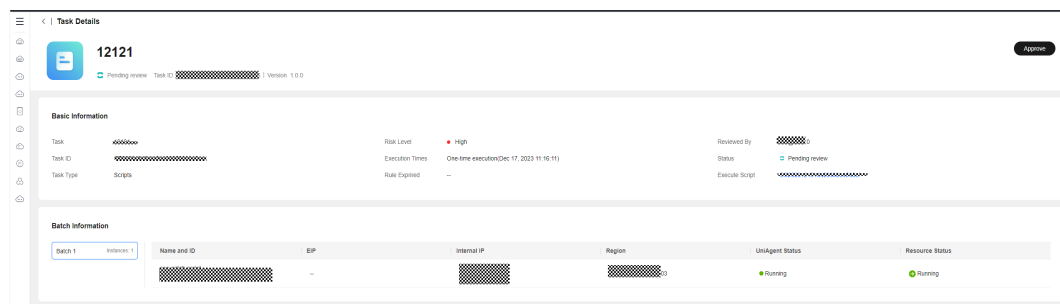 < | Task Details
12121
Approve
Pending review Task ID | Version 1.0.0
Basic Information
Task Risk Level High Reviewed By
Task ID Execution Times One-time execution(Dec 17, 2023 11:16:11) Status Pending review
Task Type Scripts Rule Expired -- Execute Script
Batch Information
Batch 1 Instances: 1 Name and ID EIP Internal IP Region UniAgent Status Resource Status
-- 03 Running Running